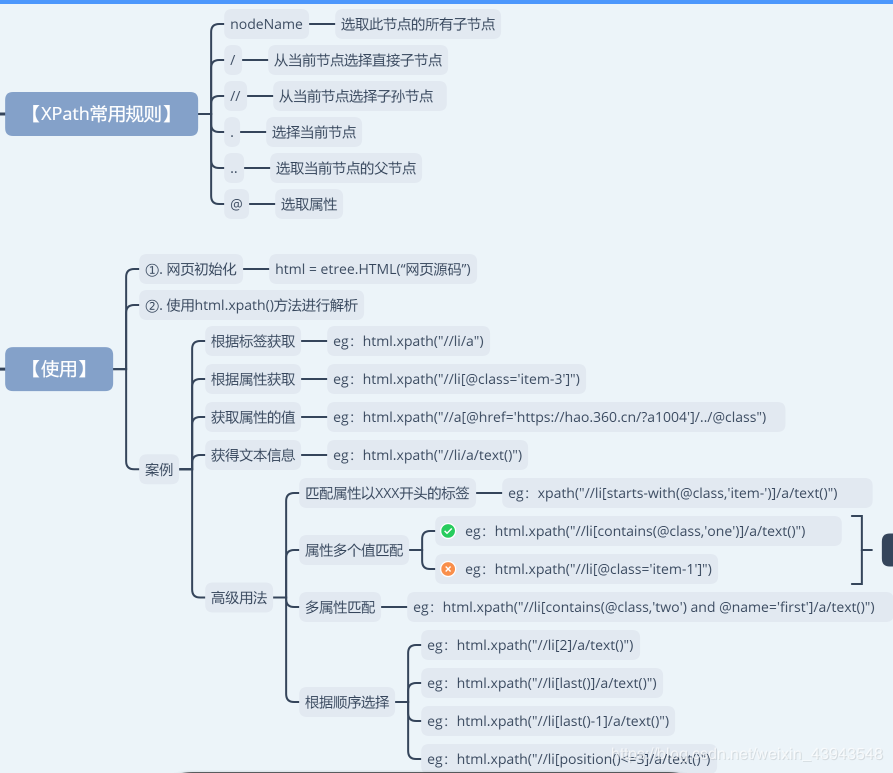 【XPath常用规则】
nodeName 选取此节点的所有子节点
/ 从当前节点选择直接子节点
// 从当前节点选择子孙节点
. 选择当前节点
.. 选取当前节点的父节点
@ 选取属性
【使用】
①. 网页初始化 html = etree.HTML(“网页源码”)
②. 使用html.xpath()方法进行解析
案例
根据标签获取 eg：html.xpath("//li/a")
根据属性获取 eg：html.xpath("//li[@class='item-3']")
获取属性的值 eg：html.xpath("//a[@href='https://hao.360.cn/?a1004']/../@class")
获得文本信息 eg：html.xpath("//li/a/text()")
高级用法
匹配属性以XXX开头的标签 eg：xpath("//li[starts-with(@class,'item-')]/a/text()")
属性多个值匹配
eg：html.xpath("//li[contains(@class,'one')]/a/text()")
eg：html.xpath("//li[@class='item-1']")
多属性匹配 eg：html.xpath("//li[contains(@class,'two') and @name='first']/a/text()")
根据顺序选择
eg：html.xpath("//li[2]/a/text()")
eg：html.xpath("//li[last()]/a/text()")
eg：html.xpath("//li[last()-1]/a/text()")
eg：html.xpath("//li[position()<=3]/a/text()")
https://blog.csdn.net/weixin_43943548